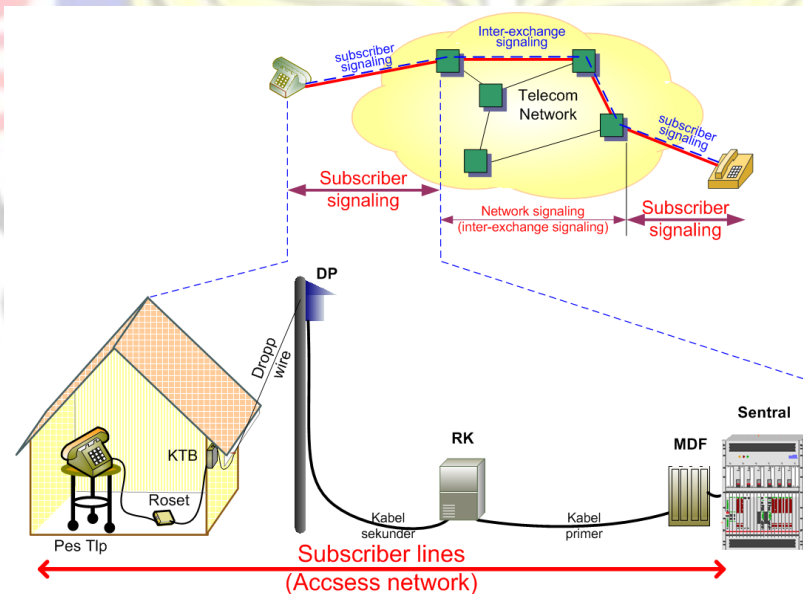 subscriber
signaling
Inter-exchange
signaling
Telecom
Network
subscriber
signaling
Subscriber
signaling
Network signaling
(inter-exchange signaling)
Subscriber
signaling
DP
Dropp
wire
KTB
Roset
Pes Tlp
RK
MDF
Sentral
Kabel
sekunder
Kabel
primer
Subscriber lines
(Accsess network)